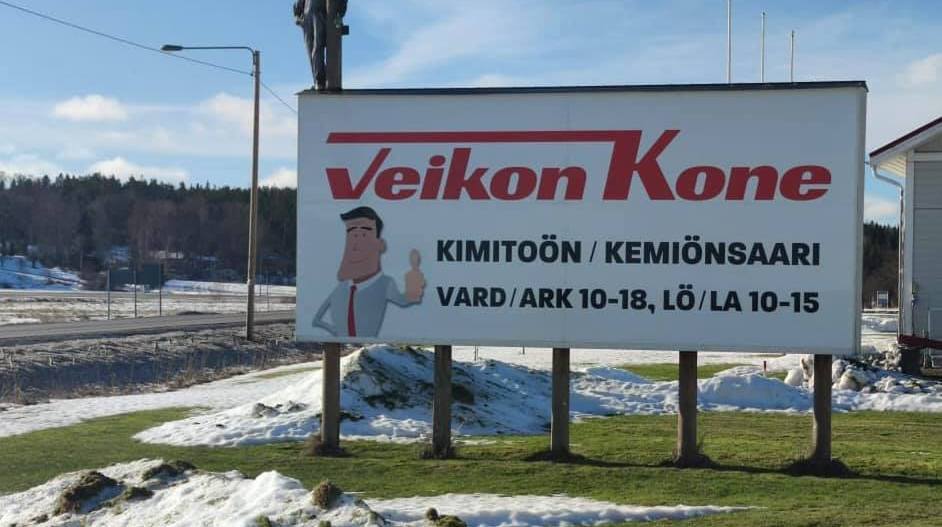 Veikon Kone
KIMITOÖN / KEMIÖNSAARI
VARD/ARK 10-18, LÖ/LA 10-15